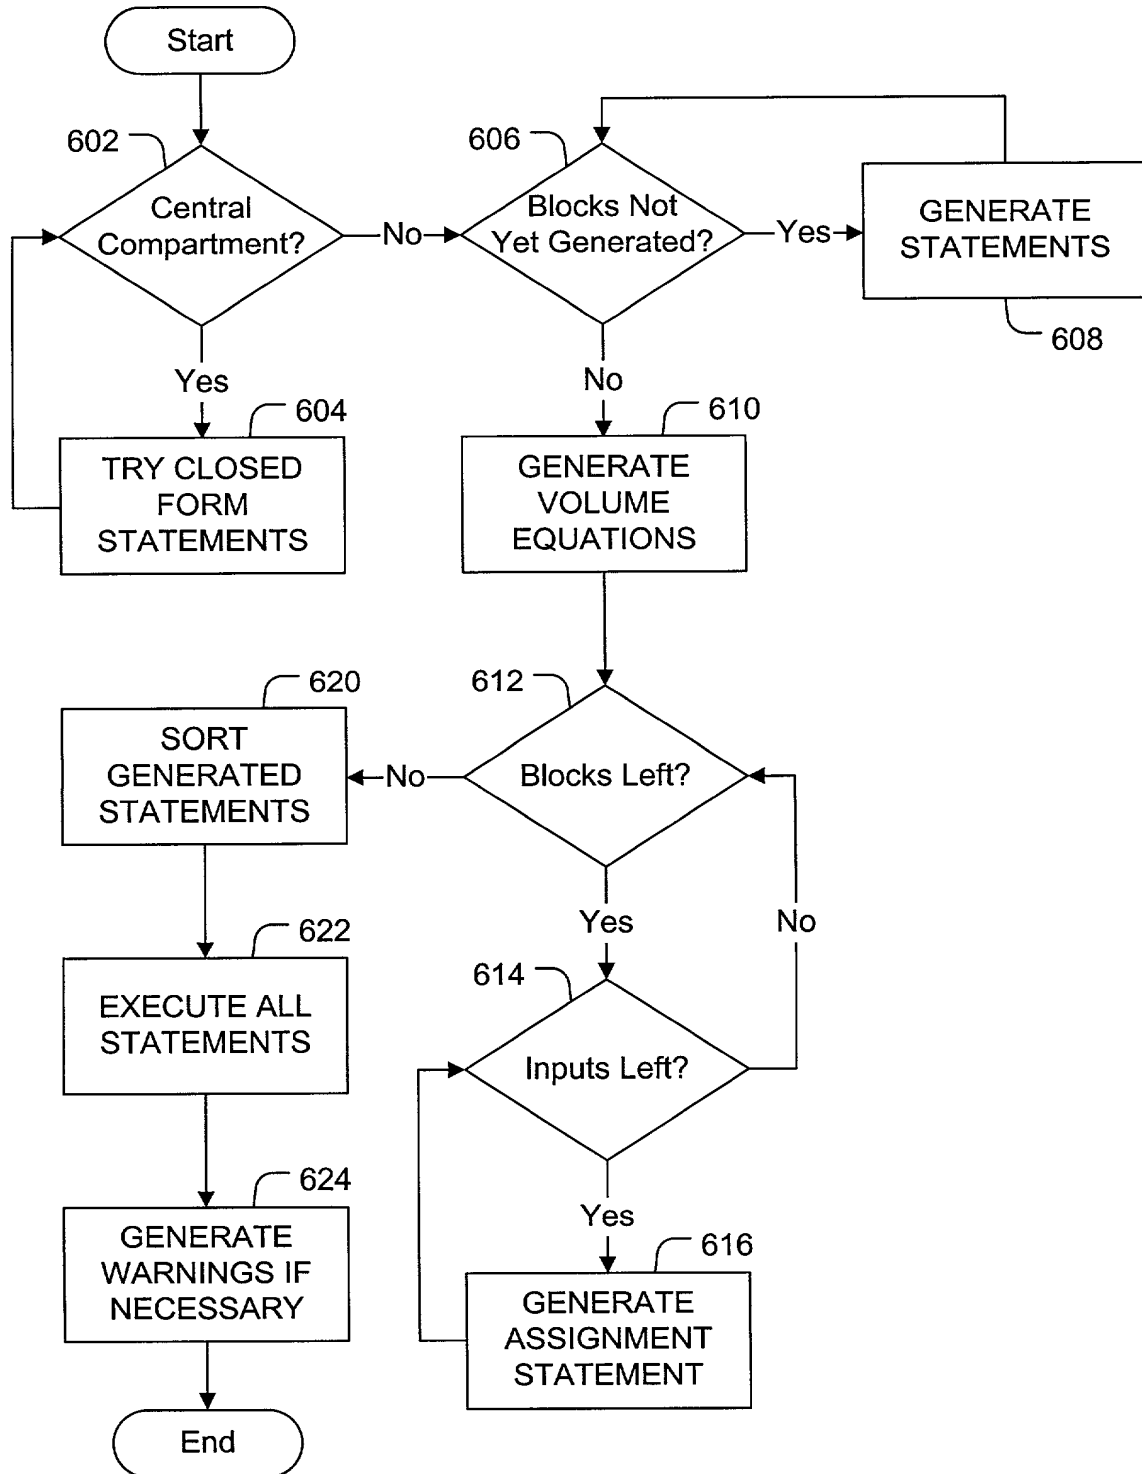 Start
602
Central
Compartment?
No
606
Blocks Not
Yet Generated?
Yes
GENERATE
STATEMENTS
608
Yes
604
TRY CLOSED
FORM
STATEMENTS
No
610
GENERATE
VOLUME
EQUATIONS
612
Blocks Left?
No
620
SORT
GENERATED
STATEMENTS
Yes
No
614
Inputs Left?
622
EXECUTE ALL
STATEMENTS
Yes
616
GENERATE
ASSIGNMENT
STATEMENT
624
GENERATE
WARNINGS IF
NECESSARY
End